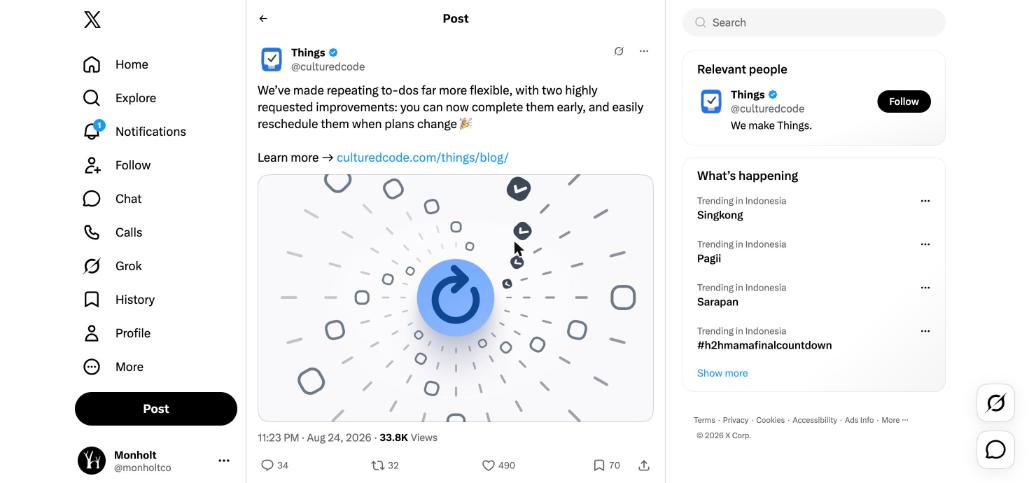 Home
Explore
1
Notifications
Follow
Chat
Calls
Grok
History
Profile
More
Post
Monholt
@monholtco
Post
Things
@culturedcode
We've made repeating to-dos far more flexible, with two highly
requested improvements: you can now complete them early, and easily
reschedule them when plans change🎉
Learn more → culturedcode.com/things/blog/
11:23 PM · Aug 24, 2026 · 33.8K Views
34
32
490
70
Search
Relevant people
Things
@culturedcode
Follow
We make Things.
What's happening
Trending in Indonesia
Singkong
Trending in Indonesia
Pagii
Trending in Indonesia
Sarapan
Trending in Indonesia
#h2hmamafinalcountdown
Show more
Terms · Privacy · Cookies · Accessibility · Ads Info · More ···
© 2026 X Corp.